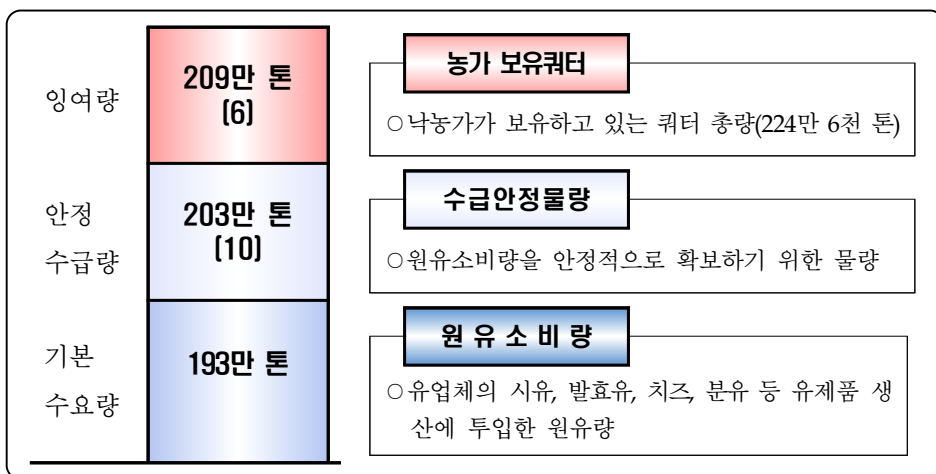 잉여량
209만 톤
(6)
농가 보유쿼터
○낙농가가 보유하고 있는 쿼터 총량(224만 6천 톤)
안정
수급량
203만 톤
(10)
수급안정물량
○원유소비량을 안정적으로 확보하기 위한 물량
기본
수요량
193만 톤
원 유 소 비 량
○유업체의 시유, 발효유, 치즈, 분유 등 유제품 생
산에 투입한 원유량